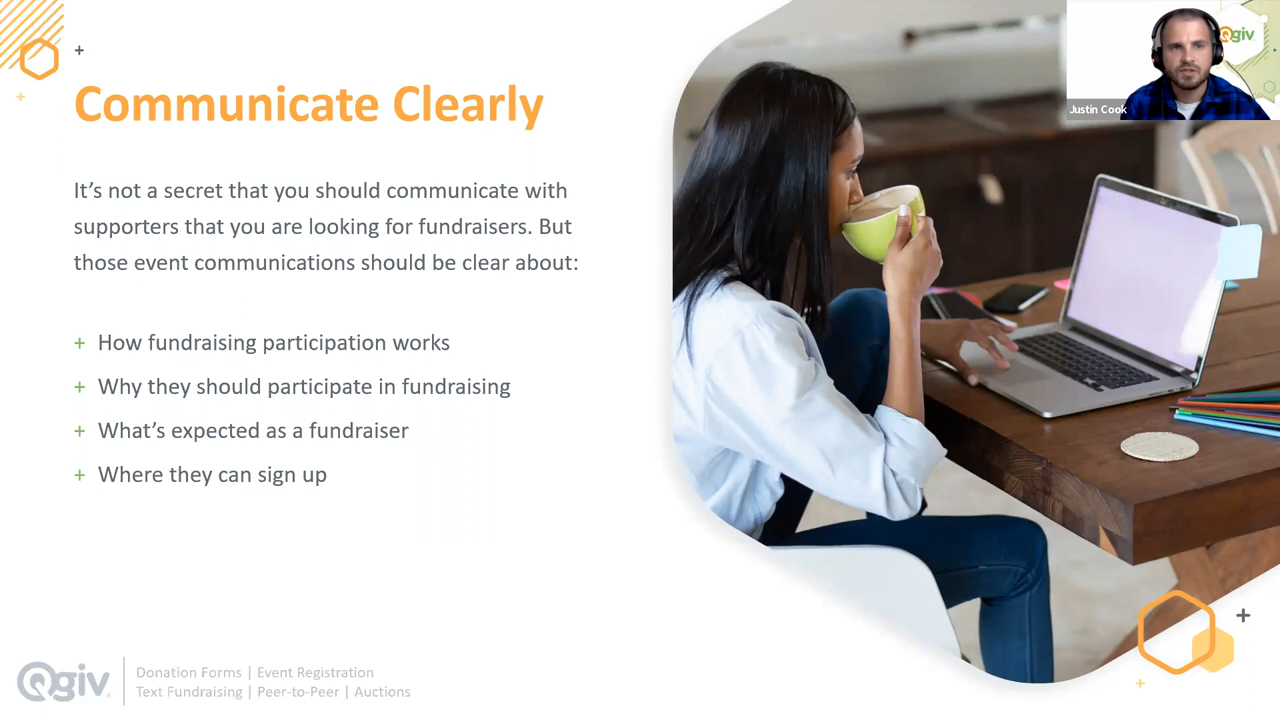 Communicate Clearly
It’s not a secret that you should communicate with
supporters that you are looking for fundraisers. But
those event communications should be clear about:
+ How fundraising participation works
+ Why they should participate in fundraising
+ What’s expected as a fundraiser
+ Where they can sign up
Qgiv
Justin Cook
Qgiv
Donation Forms | Event Registration
Text Fundraising | Peer-to-Peer | Auctions